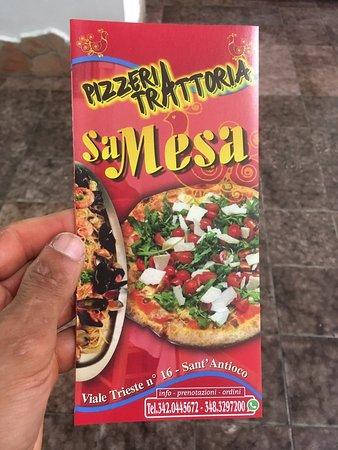 PIZZERIA
TRATTORIA
Sa Mesa
Viale Trieste n° 16 - Sant'Antioco
info - prenotazioni - ordini
Tel.342.0445672 - 348.3297200